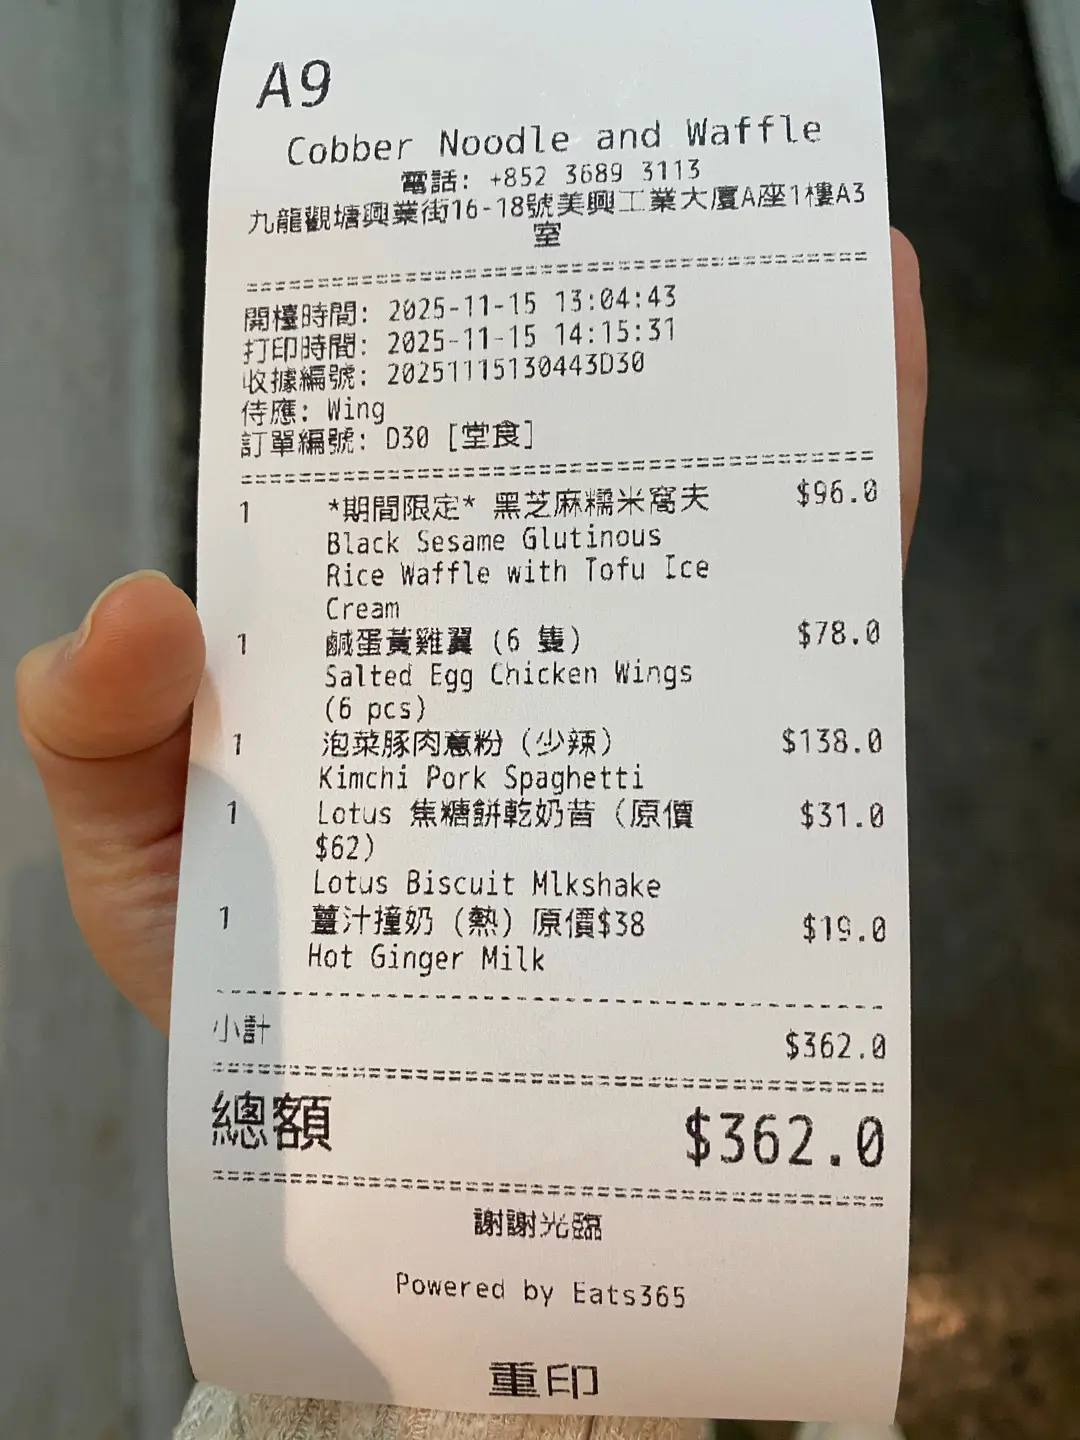 A9
Cobber Noodle and Waffle
電話: +852 3689 3113
九龍觀塘興業街16-18號美興工業大廈A座1樓A3
室
開檯時間: 2025-11-15 13:04:43
打印時間: 2025-11-15 14:15:31
收據編號: 20251115130443D30
侍應: Wing
訂單編號: D30 [堂食]
1 *期間限定* 黑芝麻糯米窩夫 $96.0
Black Sesame Glutinous
Rice Waffle with Tofu Ice
Cream
1 鹹蛋黃雞翼 (6 隻) $78.0
Salted Egg Chicken Wings
(6 pcs)
1 泡菜豚肉意粉 (少辣) $138.0
Kimchi Pork Spaghetti
1 Lotus 焦糖餅乾奶昔 (原價 $31.0
$62)
Lotus Biscuit Mlkshake
1 薑汁撞奶 (熱) 原價$38 $19.0
Hot Ginger Milk
小計 $362.0
總額 $362.0
謝謝光臨
Powered by Eats365
重印